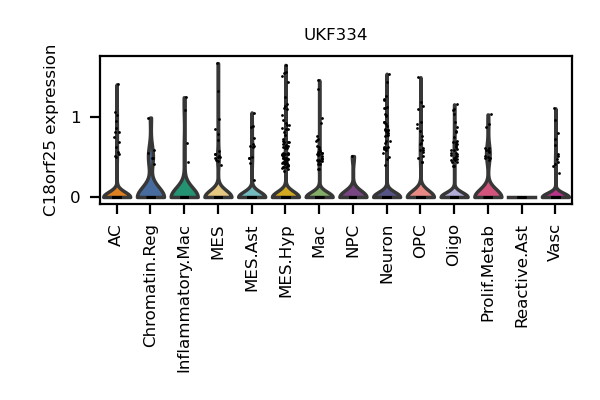 UKF334
C18orf25 expression
1
0
AC
Chromatin.Reg
Inflammatory.Mac
MES
MES.Ast
MES.Hyp
Mac
NPC
Neuron
OPC
Oligo
Prolif.Metab
Reactive.Ast
Vasc